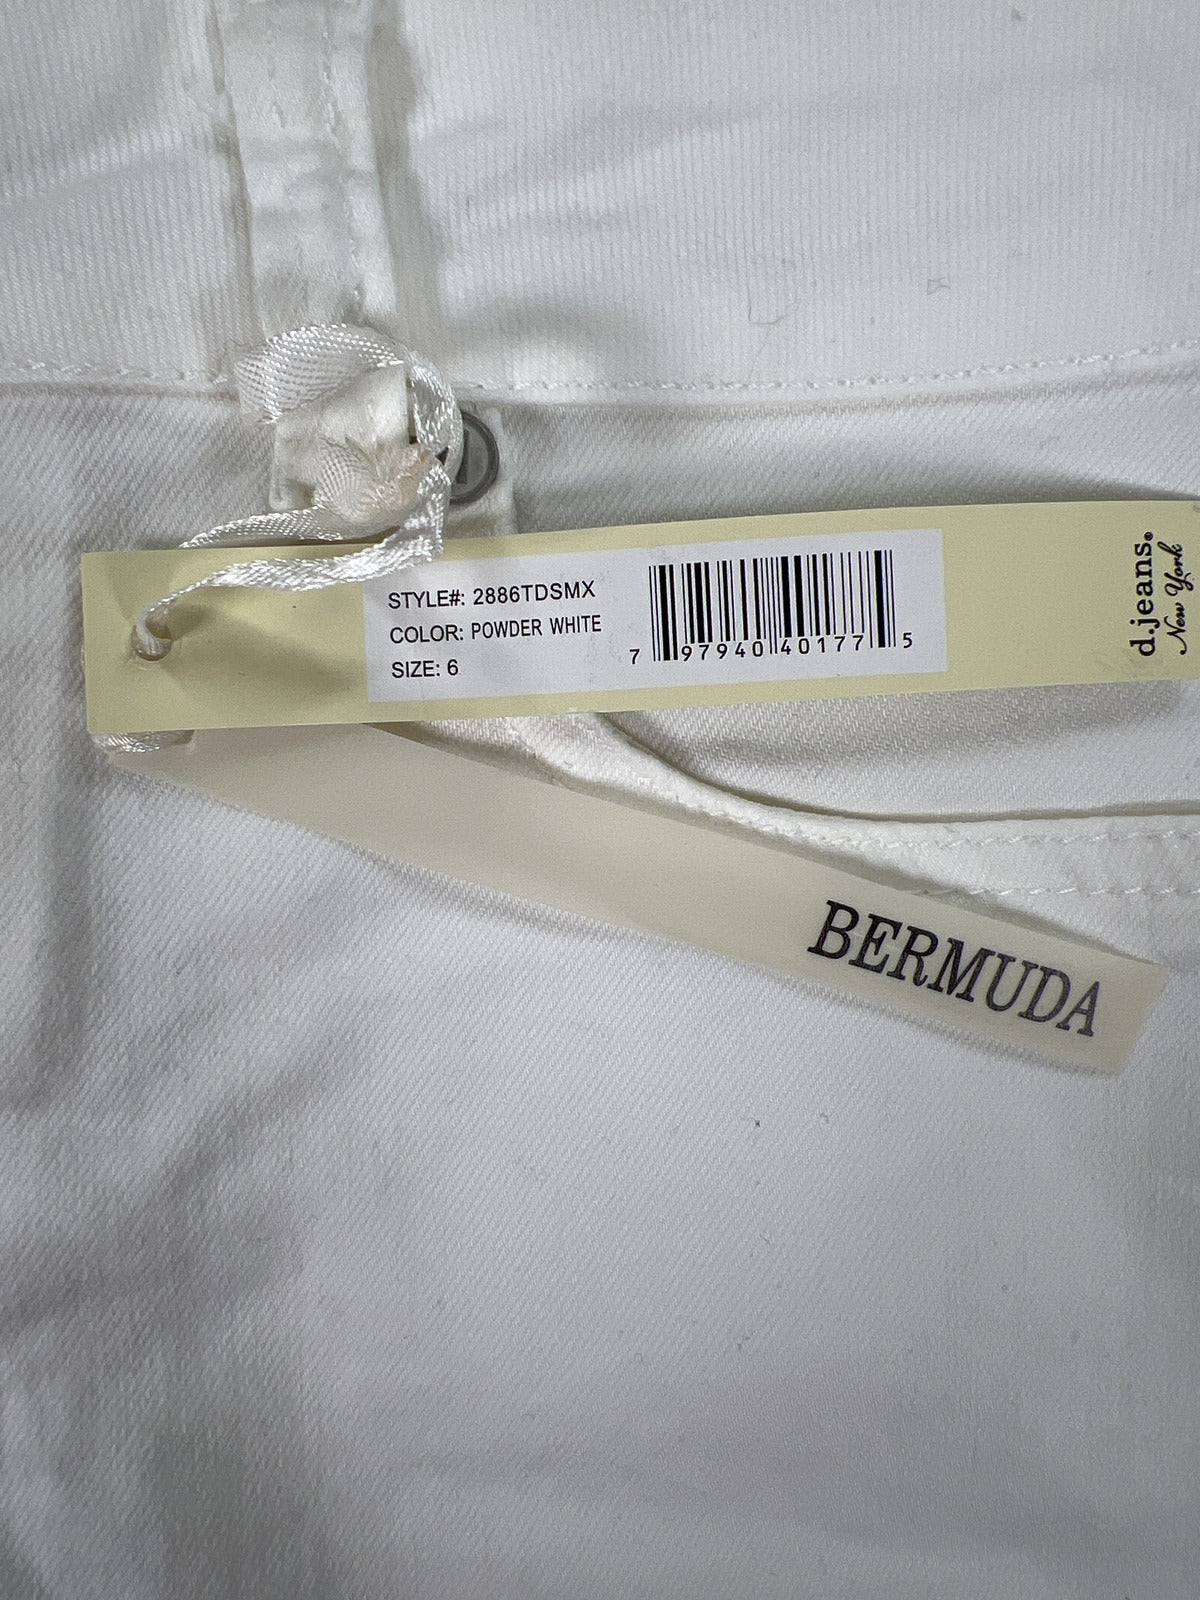 STYLE#: 2886TDSMX
COLOR: POWDER WHITE
SIZE: 6
7 97940 40177 5
d.jeans.
New York
BERMUDA